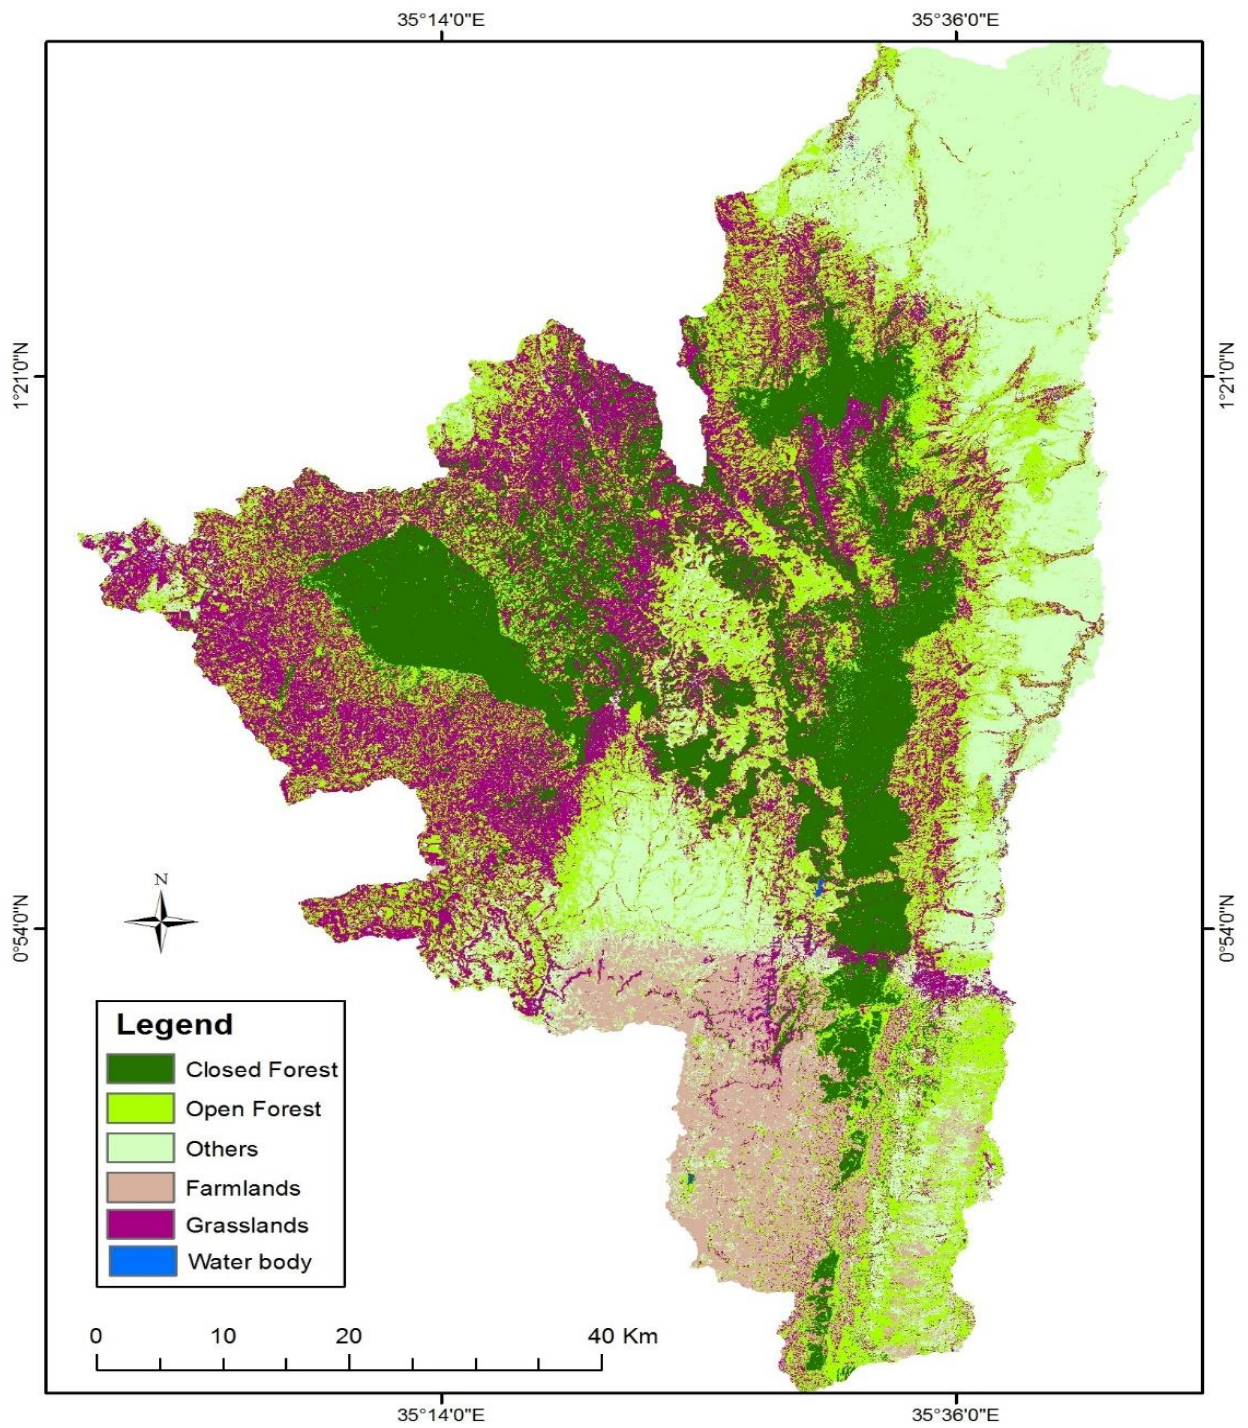 35°14'0"E 35°36'0"E
1°21'0"N 1°21'0"N
0°54'0"N 0°54'0"N
N
Legend
Closed Forest
Open Forest
Others
Farmlands
Grasslands
Water body
0 10 20 40 Km
35°14'0"E 35°36'0"E